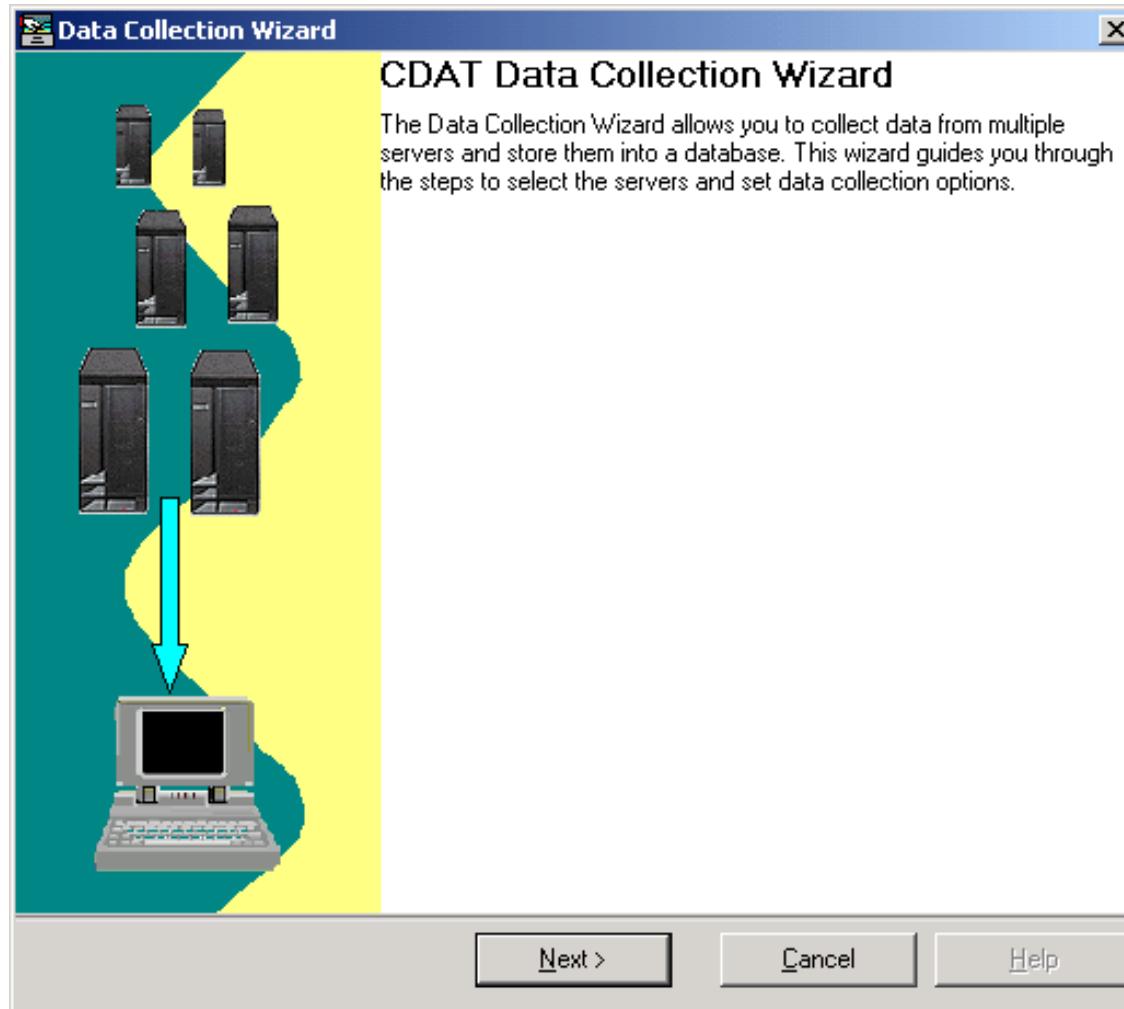 Data Collection Wizard
CDAT Data Collection Wizard
The Data Collection Wizard allows you to collect data from multiple
servers and store them into a database. This wizard guides you through
the steps to select the servers and set data collection options.
Next >
Cancel
Help